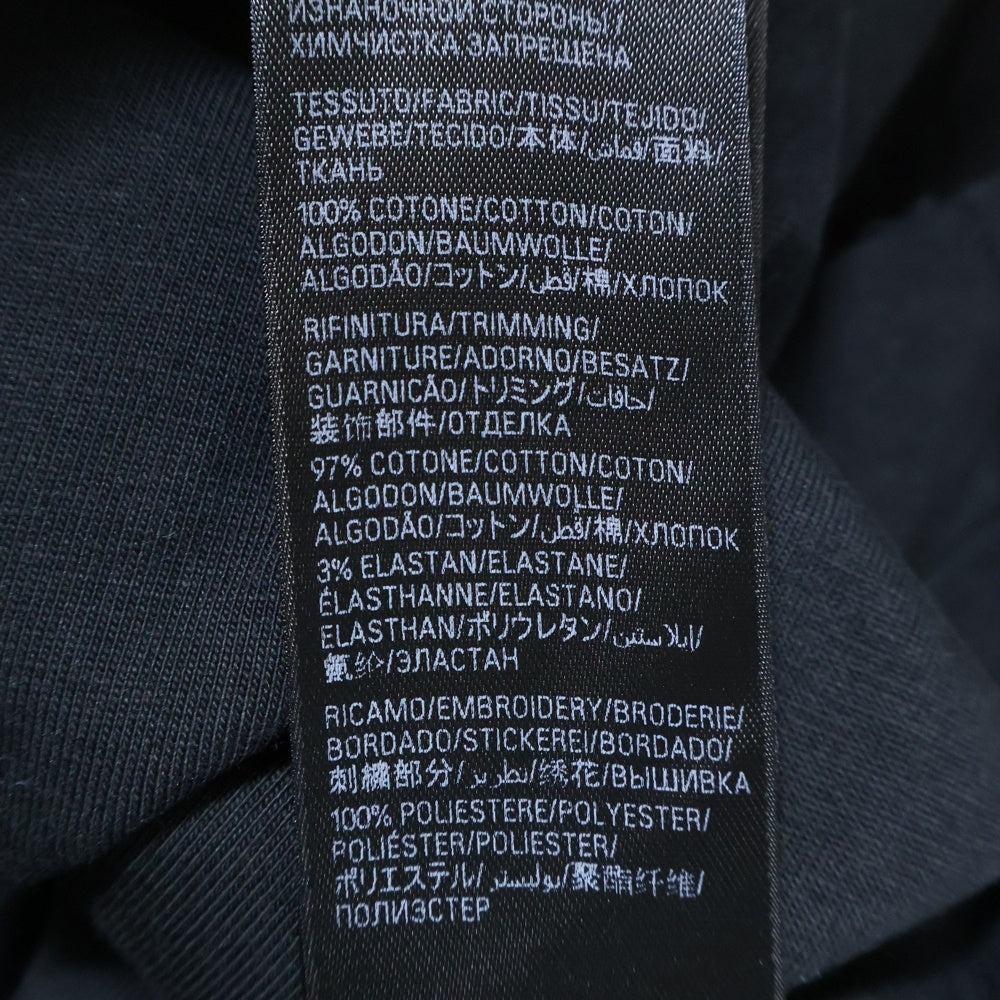 ИЗНАНОЧНОЙ СТОРОНЫ/
ХИМЧИСТКА ЗАПРЕЩЕНА
TESSUTO/FABRIC/TISSU/TEJIDO/
GEWEBE/TECIDO/本体/قماش/面料/
ТКАНЬ
100% COTONE/COTTON/COTON/
ALGODON/BAUMWOLLE/
ALGODÃO/コットン/قطن/棉/ХЛОПОК
RIFINITURA/TRIMMING/
GARNITURE/ADORNO/BESATZ/
GUARNICÃO/トリミング/حافات/
装饰部件/ОТДЕЛКА
97% COTONE/COTTON/COTON/
ALGODON/BAUMWOLLE/
ALGODÃO/コットン/قطن/棉/ХЛОПОК
3% ELASTAN/ELASTANE/
ÉLASTHANNE/ELASTANO/
ELASTHAN/ポリウレタン/إيلاستين/
氨纶/ЭЛАСТАН
RICAMO/EMBROIDERY/BRODERIE/
BORDADO/STICKEREI/BORDADO/
刺繍部分/تطريز/绣花/ВЫШИВКА
100% POLIESTERE/POLYESTER/
POLIÉSTER/POLIESTER/
ポリエステル/بوليستر/聚酯纤维/
ПОЛИЭСТЕР